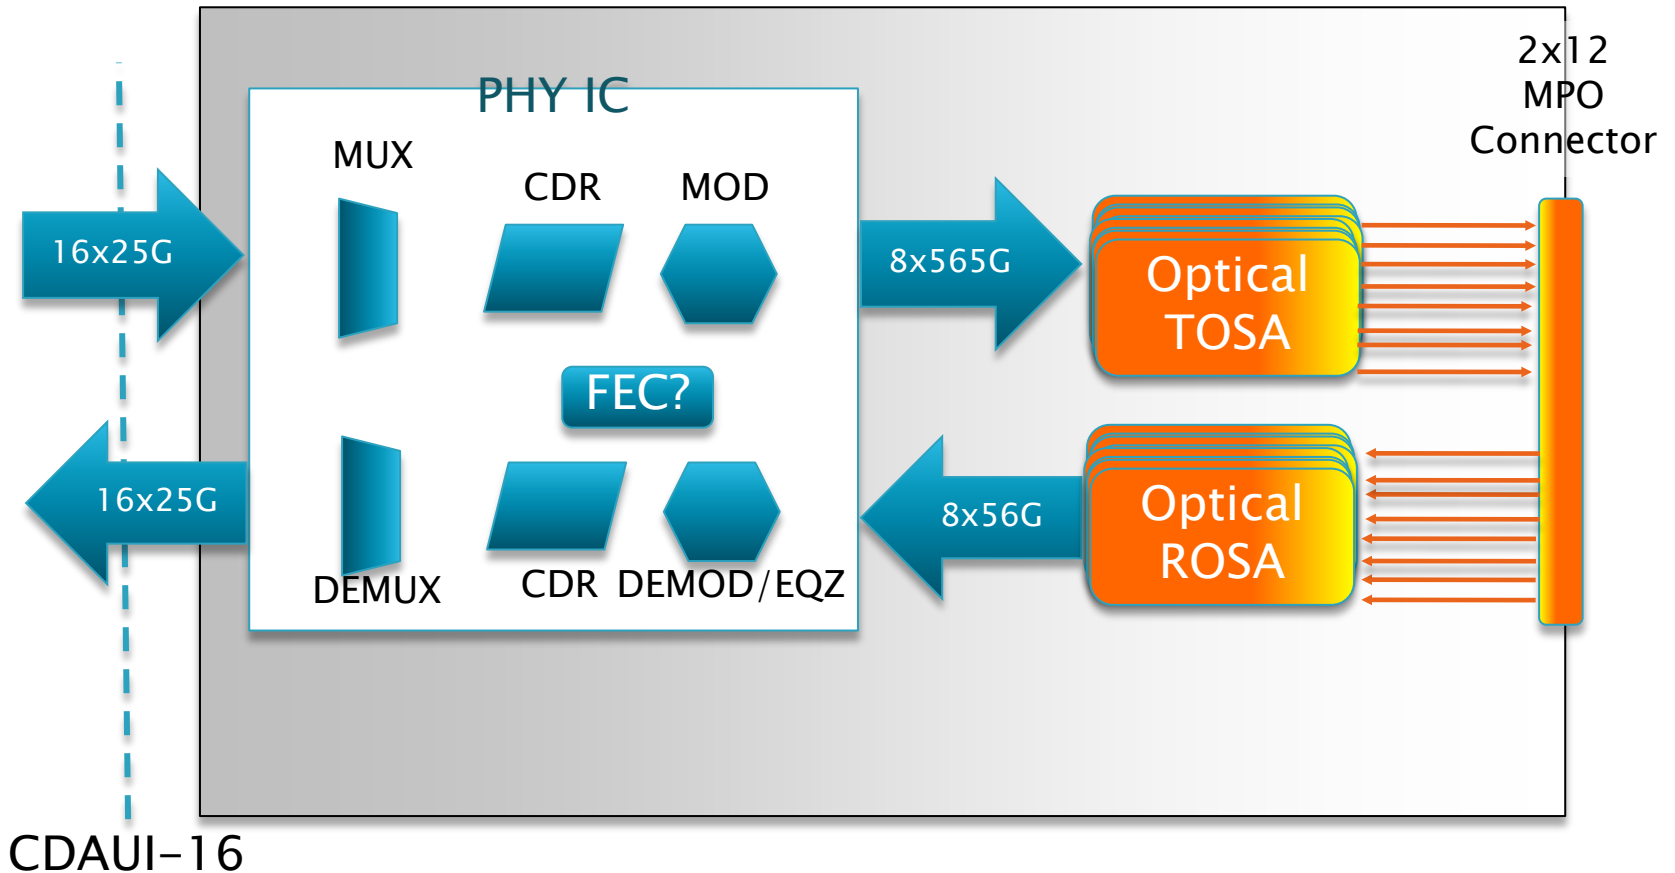 2x12
MPO
Connector
PHY IC
MUX
CDR
MOD
16x25G
8x565G
Optical
TOSA
FEC?
16x25G
8x56G
Optical
ROSA
DEMUX
CDR
DEMOD/EQZ
CDAUI-16